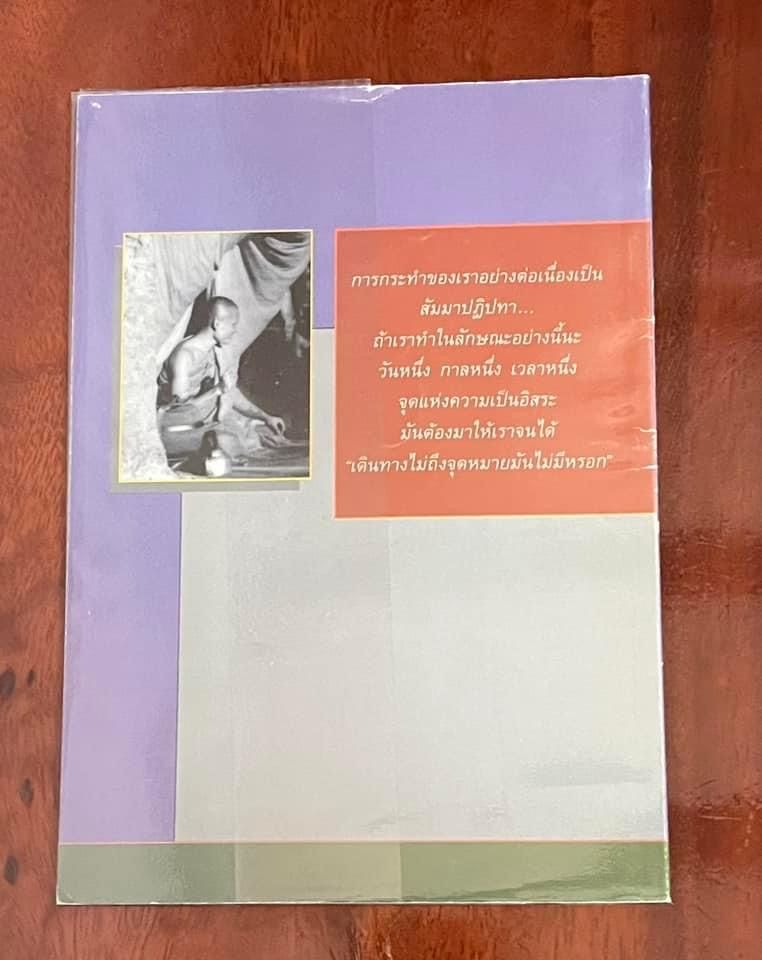 การกระทำของเราอย่างต่อเนื่องเป็น
สัมมาปฏิปทา...
ถ้าเราทำในลักษณะอย่างนี้นะ
วันหนึ่ง กาลหนึ่ง เวลาหนึ่ง
จุดแห่งความเป็นอิสระ
มันต้องมาให้เราจนได้
“เดินทางไม่ถึงจุดหมายมันไม่มีหรอก”